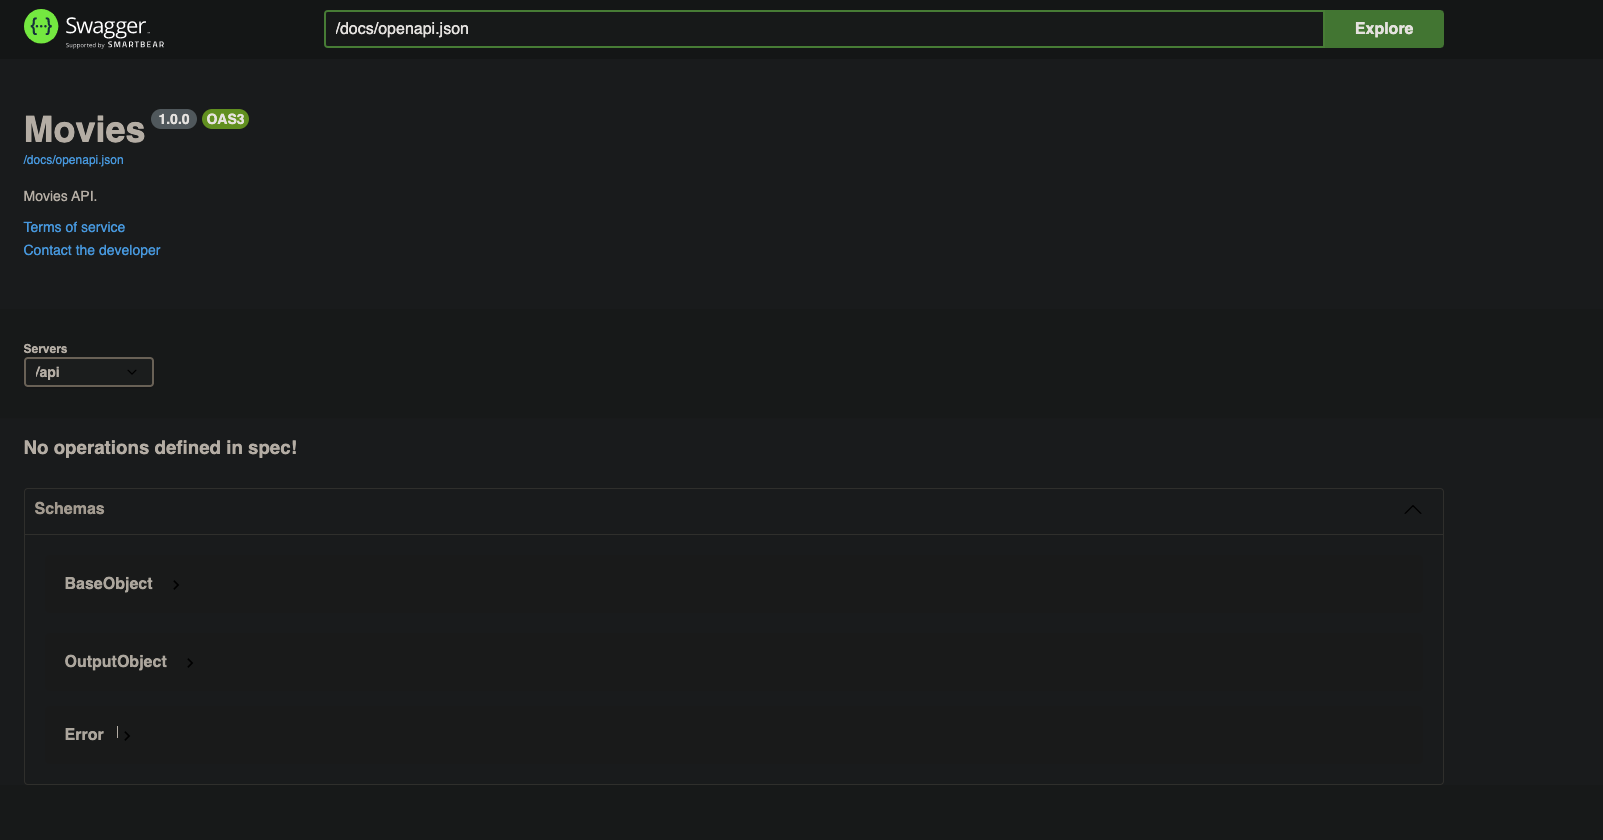 Swagger
Supported by SMARTBEAR
/docs/openapi.json
Explore
Movies 1.0.0 OAS3
/docs/openapi.json
Movies API.
Terms of service
Contact the developer
Servers
/api
No operations defined in spec!
Schemas
BaseObject
OutputObject
Error